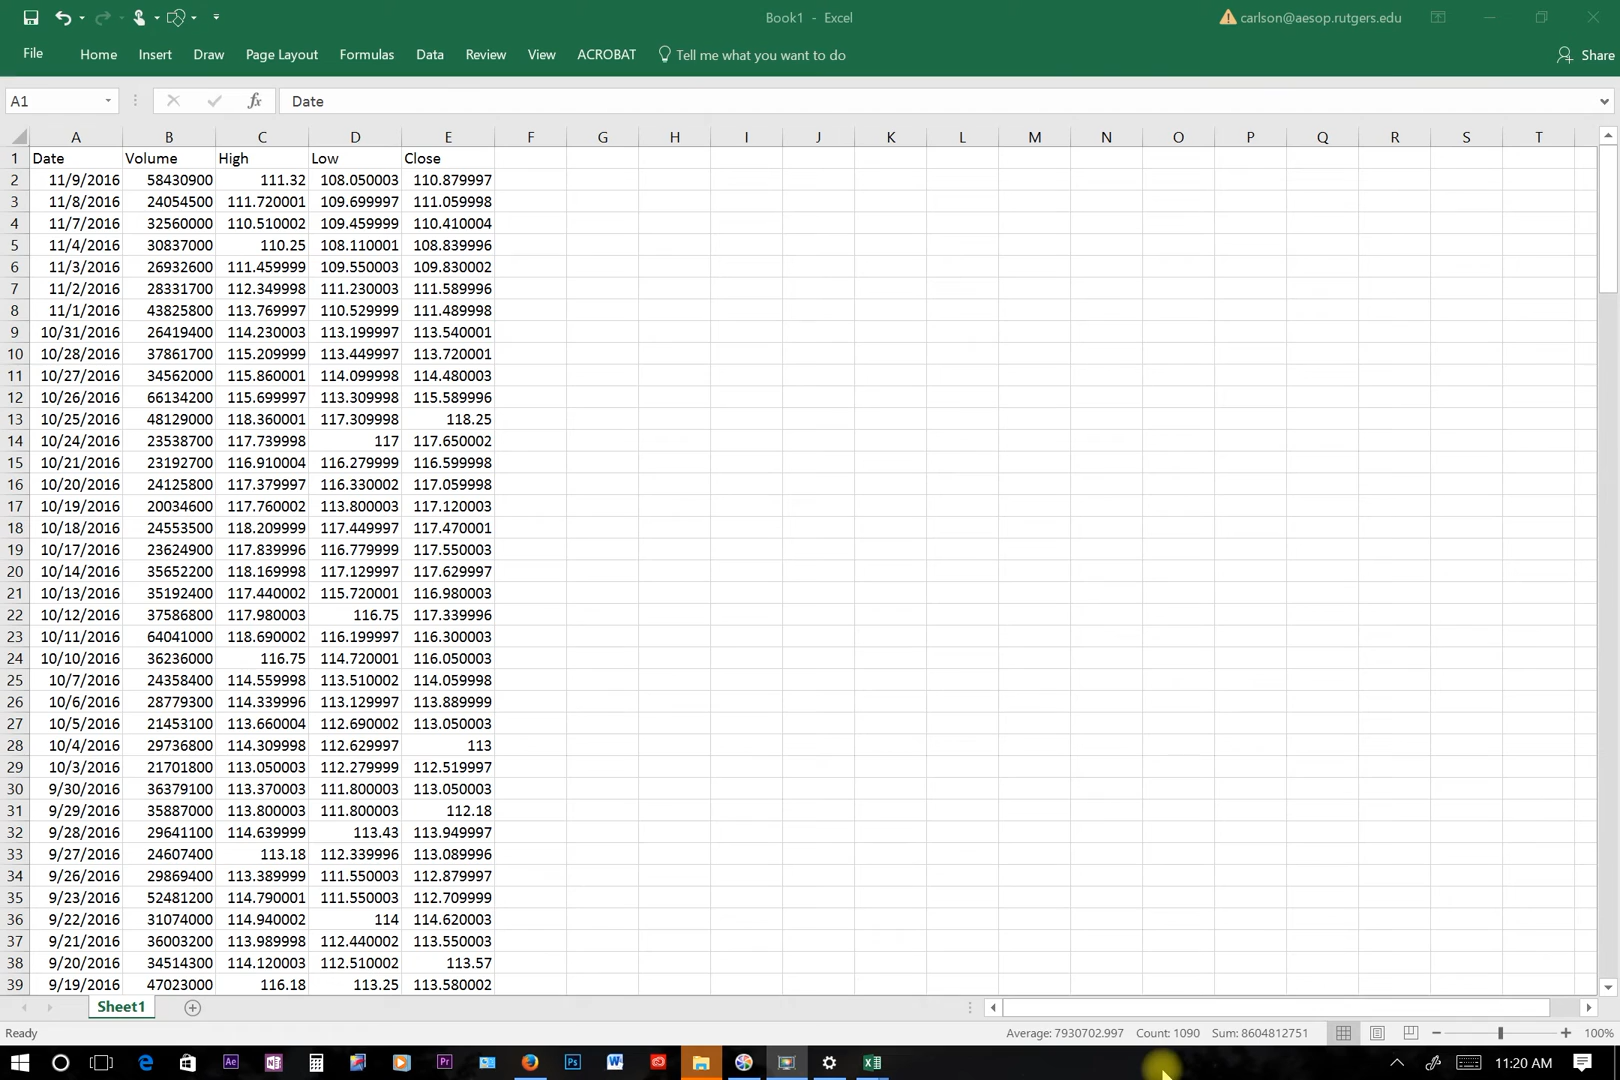 Book1 - Excel
carlson@aesop.rutgers.edu
File Home Insert Draw Page Layout Formulas Data Review View ACROBAT Tell me what you want to do Share
A1 fx Date
A B C D E F G H I J K L M N O P Q R S T
1 Date Volume High Low Close
2 11/9/2016 58430900 111.32 108.050003 110.879997
3 11/8/2016 24054500 111.720001 109.699997 111.059998
4 11/7/2016 32560000 110.510002 109.459999 110.410004
5 11/4/2016 30837000 110.25 108.110001 108.839996
6 11/3/2016 26932600 111.459999 109.550003 109.830002
7 11/2/2016 28331700 112.349998 111.230003 111.589996
8 11/1/2016 43825800 113.769997 110.529999 111.489998
9 10/31/2016 26419400 114.230003 113.199997 113.540001
10 10/28/2016 37861700 115.209999 113.449997 113.720001
11 10/27/2016 34562000 115.860001 114.099998 114.480003
12 10/26/2016 66134200 115.699997 113.309998 115.589996
13 10/25/2016 48129000 118.360001 117.309998 118.25
14 10/24/2016 23538700 117.739998 117 117.650002
15 10/21/2016 23192700 116.910004 116.279999 116.599998
16 10/20/2016 24125800 117.379997 116.330002 117.059998
17 10/19/2016 20034600 117.760002 113.800003 117.120003
18 10/18/2016 24553500 118.209999 117.449997 117.470001
19 10/17/2016 23624900 117.839996 116.779999 117.550003
20 10/14/2016 35652200 118.169998 117.129997 117.629997
21 10/13/2016 35192400 117.440002 115.720001 116.980003
22 10/12/2016 37586800 117.980003 116.75 117.339996
23 10/11/2016 64041000 118.690002 116.199997 116.300003
24 10/10/2016 36236000 116.75 114.720001 116.050003
25 10/7/2016 24358400 114.559998 113.510002 114.059998
26 10/6/2016 28779300 114.339996 113.129997 113.889999
27 10/5/2016 21453100 113.660004 112.690002 113.050003
28 10/4/2016 29736800 114.309998 112.629997 113
29 10/3/2016 21701800 113.050003 112.279999 112.519997
30 9/30/2016 36379100 113.370003 111.800003 113.050003
31 9/29/2016 35887000 113.800003 111.800003 112.18
32 9/28/2016 29641100 114.639999 113.43 113.949997
33 9/27/2016 24607400 113.18 112.339996 113.089996
34 9/26/2016 29869400 113.389999 111.550003 112.879997
35 9/23/2016 52481200 114.790001 111.550003 112.709999
36 9/22/2016 31074000 114.940002 114 114.620003
37 9/21/2016 36003200 113.989998 112.440002 113.550003
38 9/20/2016 34514300 114.120003 112.510002 113.57
39 9/19/2016 47023000 116.18 113.25 113.580002
Sheet1
Ready Average: 7930702.997 Count: 1090 Sum: 8604812751 100%
e Ae N Pr Ps W 11:20 AM